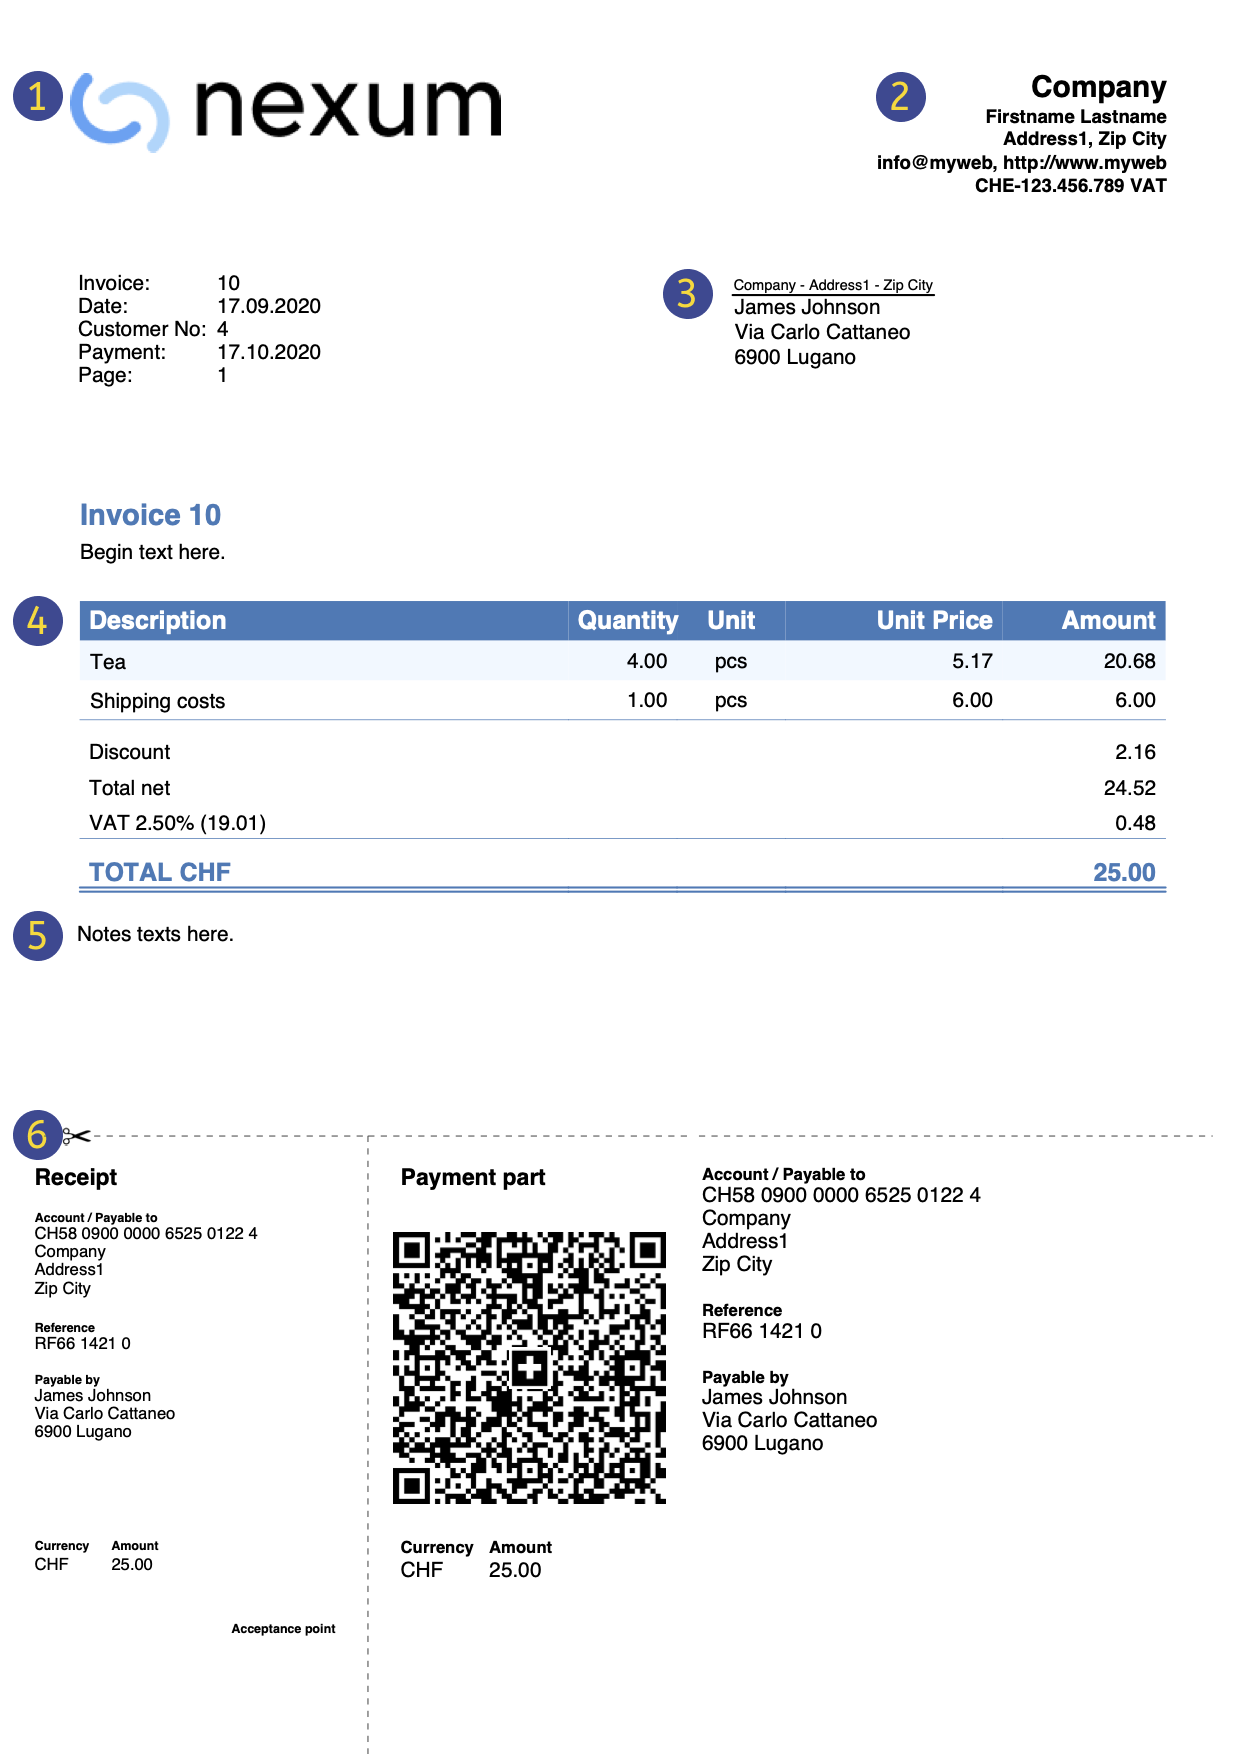 1
nexum
2
Company
Firstname Lastname
Address1, Zip City
info@myweb, http://www.myweb
CHE-123.456.789 VAT
Invoice: 10
Date: 17.09.2020
Customer No: 4
Payment: 17.10.2020
Page: 1
3
Company - Address1 - Zip City
James Johnson
Via Carlo Cattaneo
6900 Lugano
Invoice 10
Begin text here.
4
Description Quantity Unit Unit Price Amount
Tea 4.00 pcs 5.17 20.68
Shipping costs 1.00 pcs 6.00 6.00
Discount 2.16
Total net 24.52
VAT 2.50% (19.01) 0.48
TOTAL CHF 25.00
5
Notes texts here.
6
Receipt
Account / Payable to
CH58 0900 0000 6525 0122 4
Company
Address1
Zip City
Reference
RF66 1421 0
Payable by
James Johnson
Via Carlo Cattaneo
6900 Lugano
Currency Amount
CHF 25.00
Acceptance point
Payment part
Currency Amount
CHF 25.00
Account / Payable to
CH58 0900 0000 6525 0122 4
Company
Address1
Zip City
Reference
RF66 1421 0
Payable by
James Johnson
Via Carlo Cattaneo
6900 Lugano